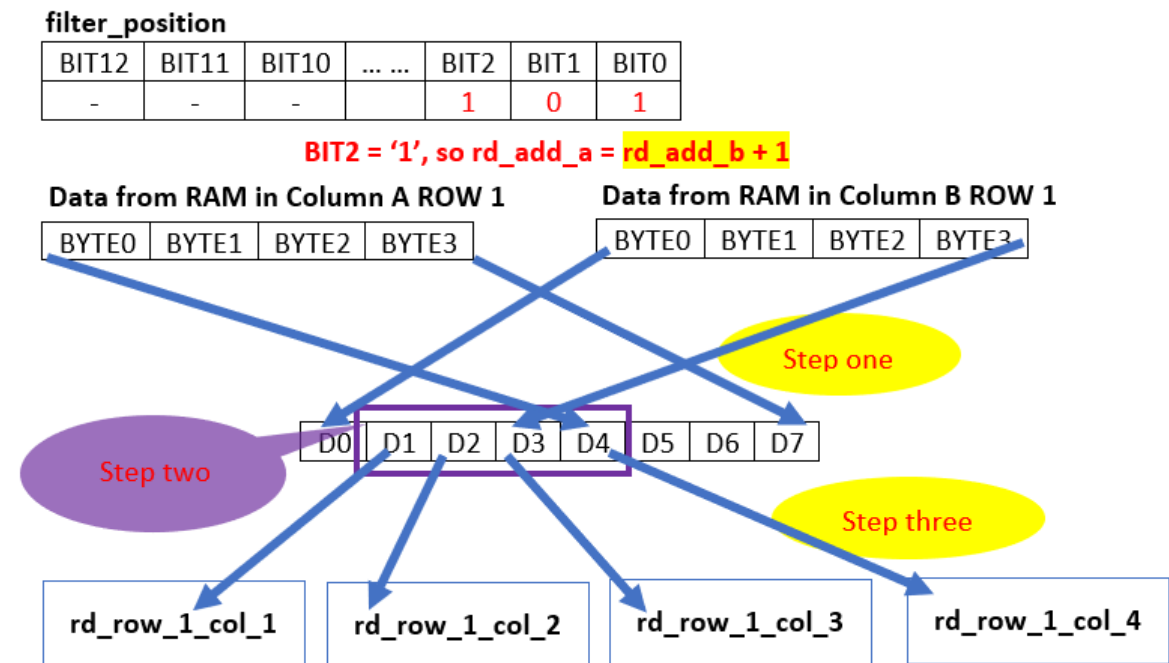 filter_position
BIT12 BIT11 BIT10 ... ... BIT2 BIT1 BIT0
- - - 1 0 1
BIT2 = ‘1’, so rd_add_a = rd_add_b + 1
Data from RAM in Column A ROW 1
BYTE0 BYTE1 BYTE2 BYTE3
Data from RAM in Column B ROW 1
BYTE0 BYTE1 BYTE2 BYTE3
Step one
D0 D1 D2 D3 D4 D5 D6 D7
Step two
Step three
rd_row_1_col_1
rd_row_1_col_2
rd_row_1_col_3
rd_row_1_col_4